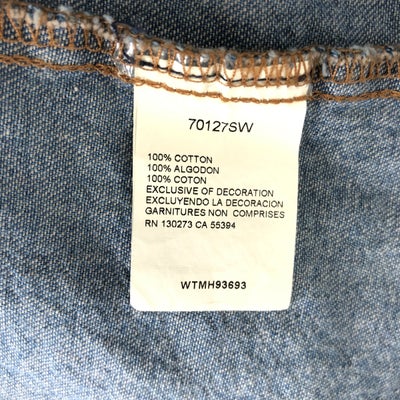 70127SW
100% COTTON
100% ALGODON
100% COTON
EXCLUSIVE OF DECORATION
EXCLUYENDO LA DECORACION
GARNITURES NON COMPRISES
RN 130273 CA 55394
WTMH93693